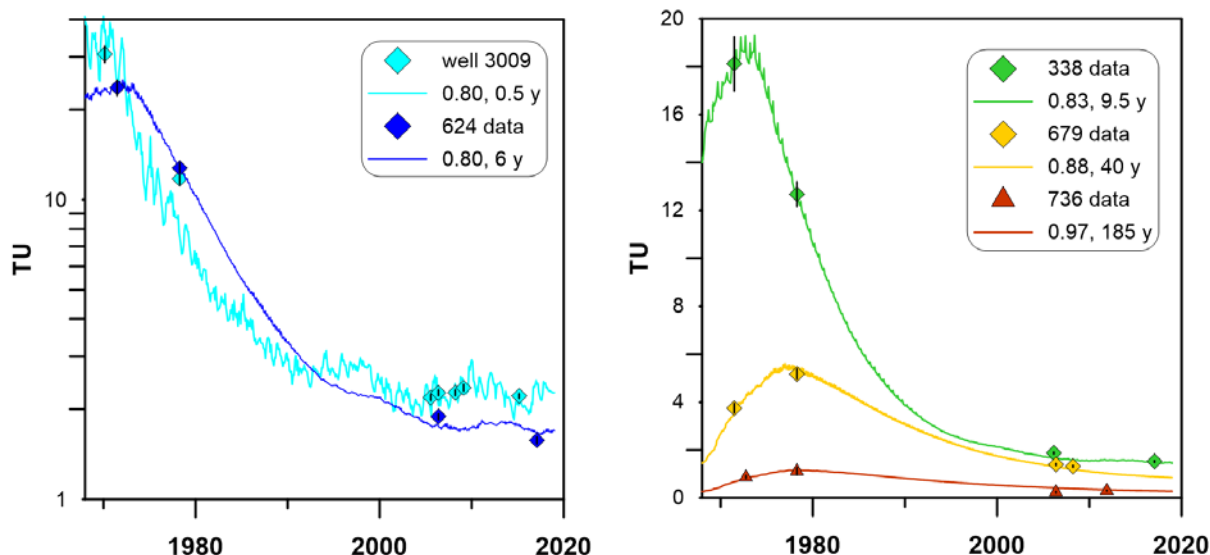 TU
10
1
1980
2000
2020
well 3009
0.80, 0.5 y
624 data
0.80, 6 y
TU
20
16
12
8
4
0
1980
2000
2020
338 data
0.83, 9.5 y
679 data
0.88, 40 y
736 data
0.97, 185 y